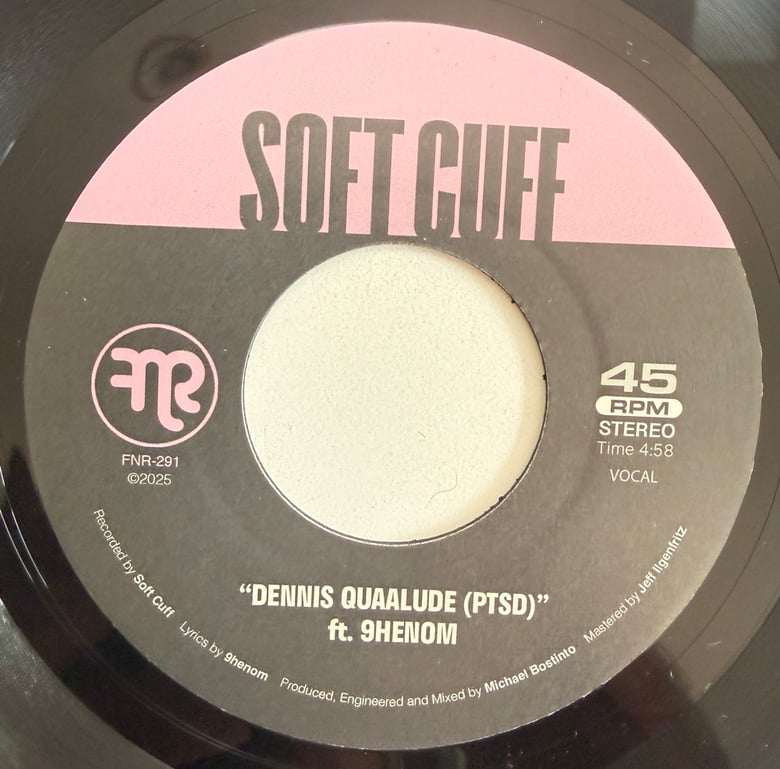 SOFT CUFF
FNR
FNR-291
©2025
45
RPM
STEREO
Time 4:58
VOCAL
“DENNIS QUAALUDE (PTSD)”
ft. 9HENOM
Recorded by Soft Cuff Lyrics by 9henom Produced, Engineered and Mixed by Michael Bostinto Mastered by Jeff Ilgenfritz